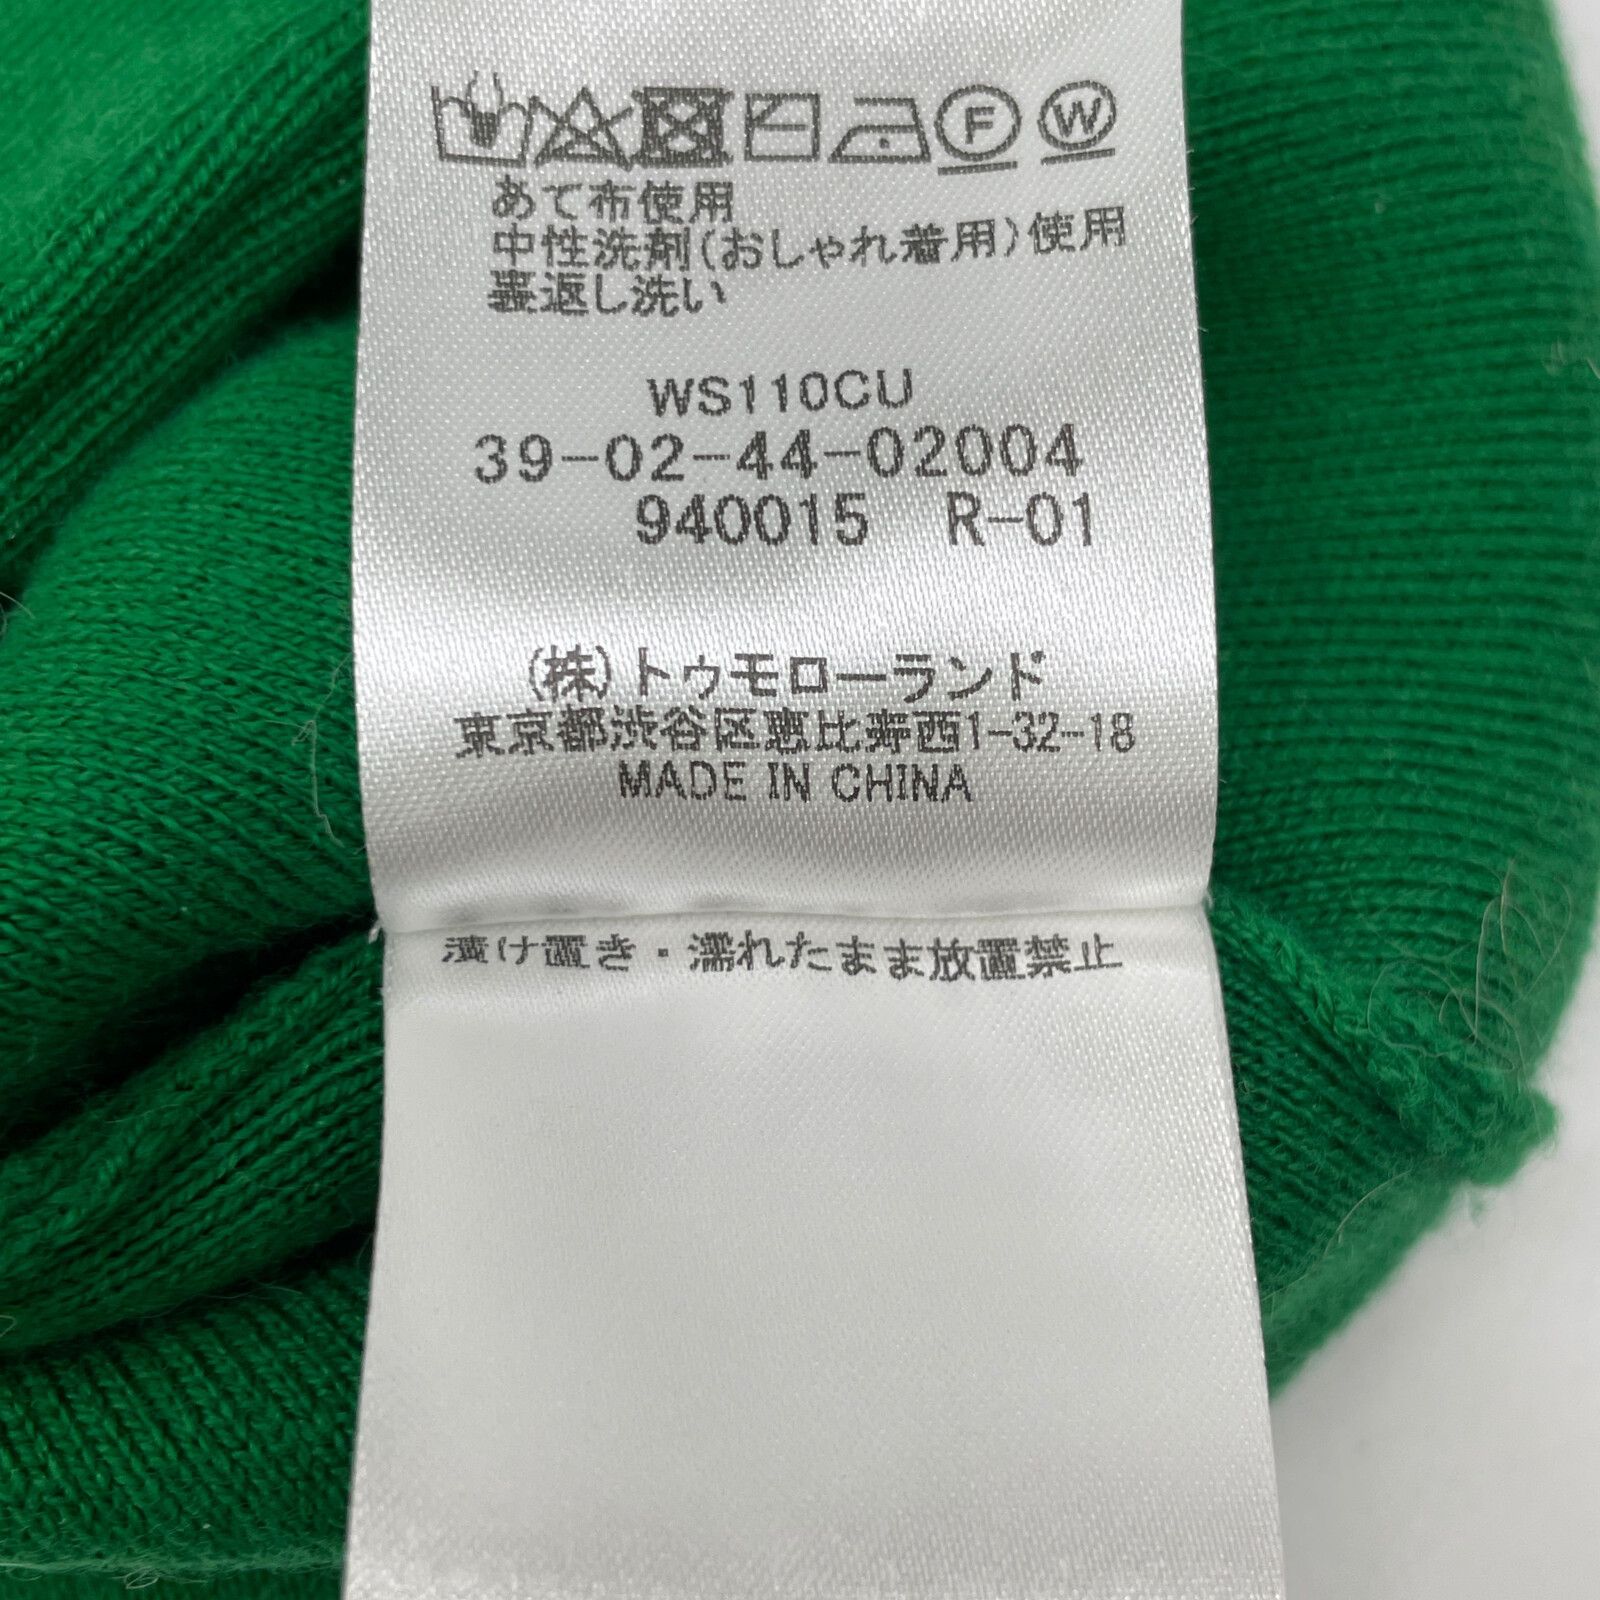 F W
あて布使用
中性洗剤(おしゃれ着用)使用
裏返し洗い
WS110CU
39-02-44-02004
940015 R-01
(株)トゥモローランド
東京都渋谷区恵比寿西1-32-18
MADE IN CHINA
漬け置き・濡れたまま放置禁止